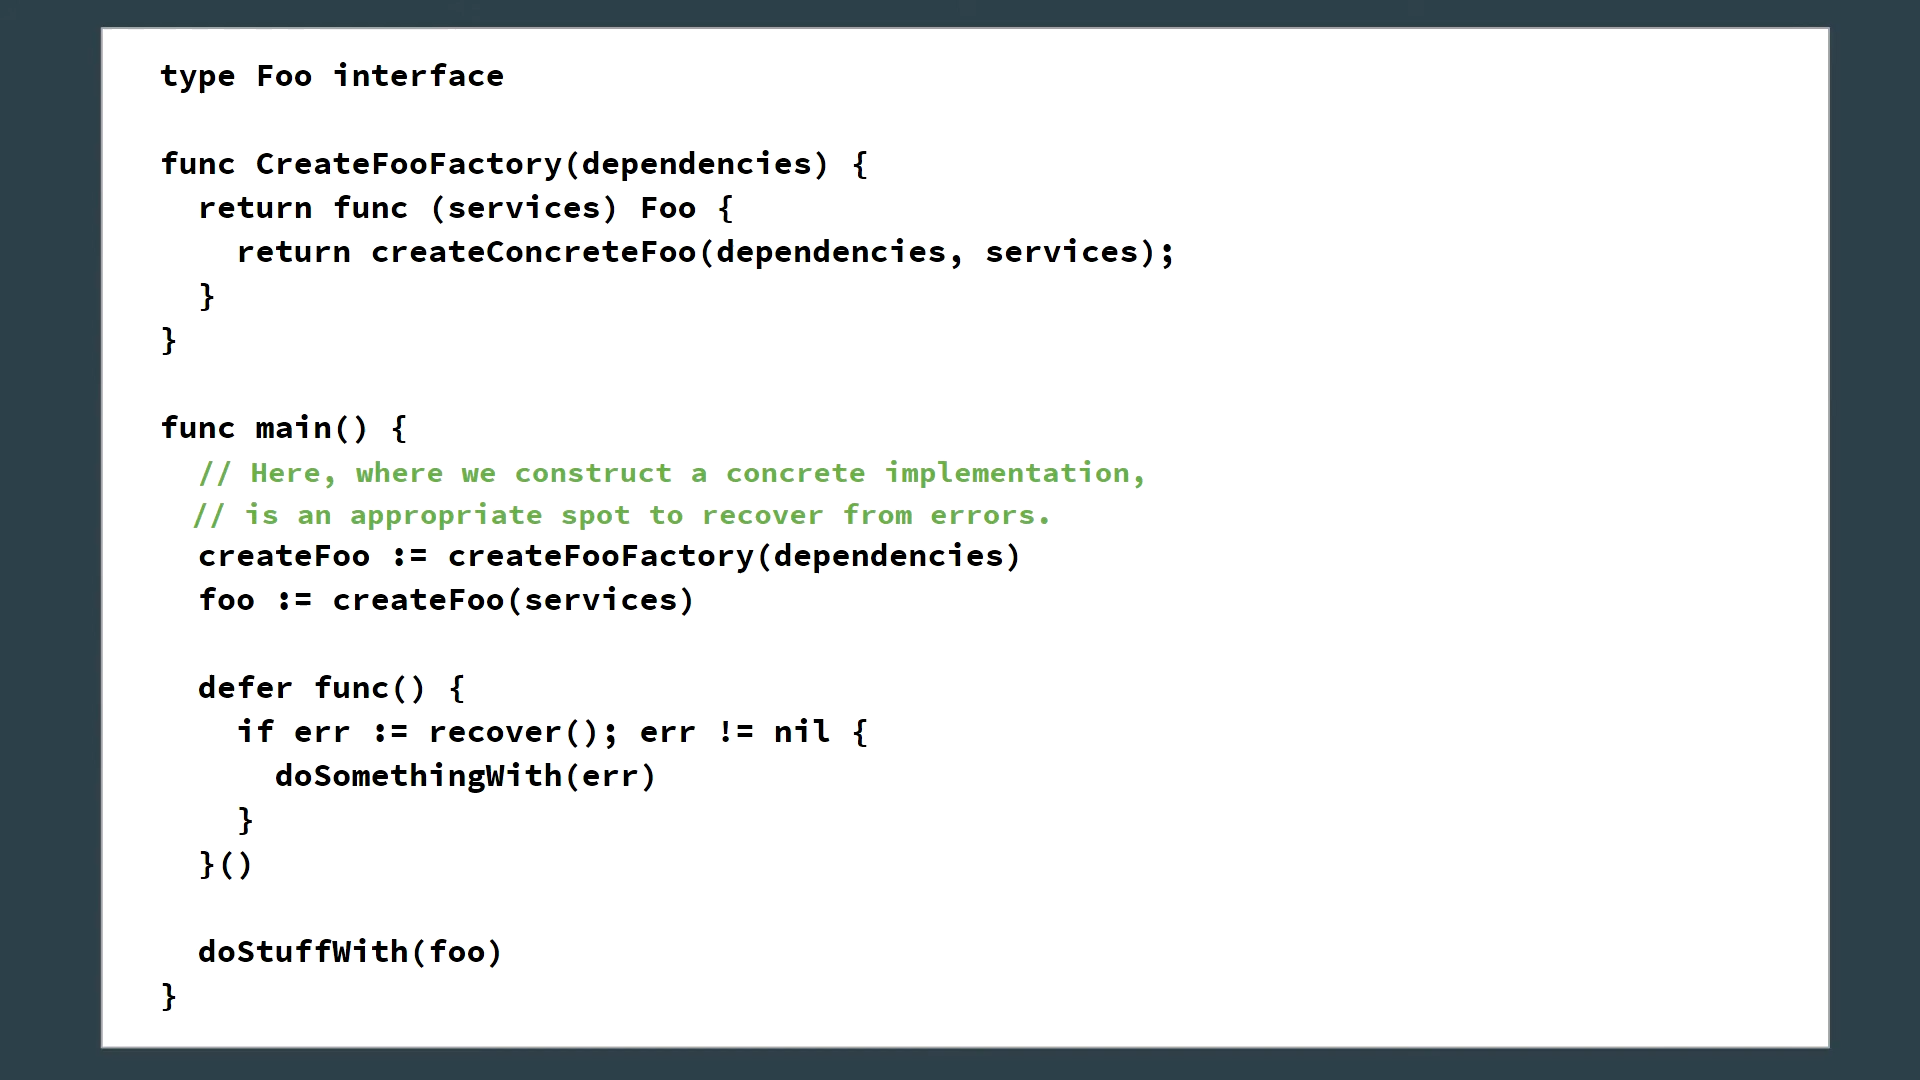 type Foo interface
func CreateFooFactory(dependencies) {
return func (services) Foo {
return createConcreteFoo(dependencies, services);
}
}
func main() {
// Here, where we construct a concrete implementation,
// is an appropriate spot to recover from errors.
createFoo := createFooFactory(dependencies)
foo := createFoo(services)
defer func() {
if err := recover(); err != nil {
doSomethingWith(err)
}
}()
doStuffWith(foo)
}